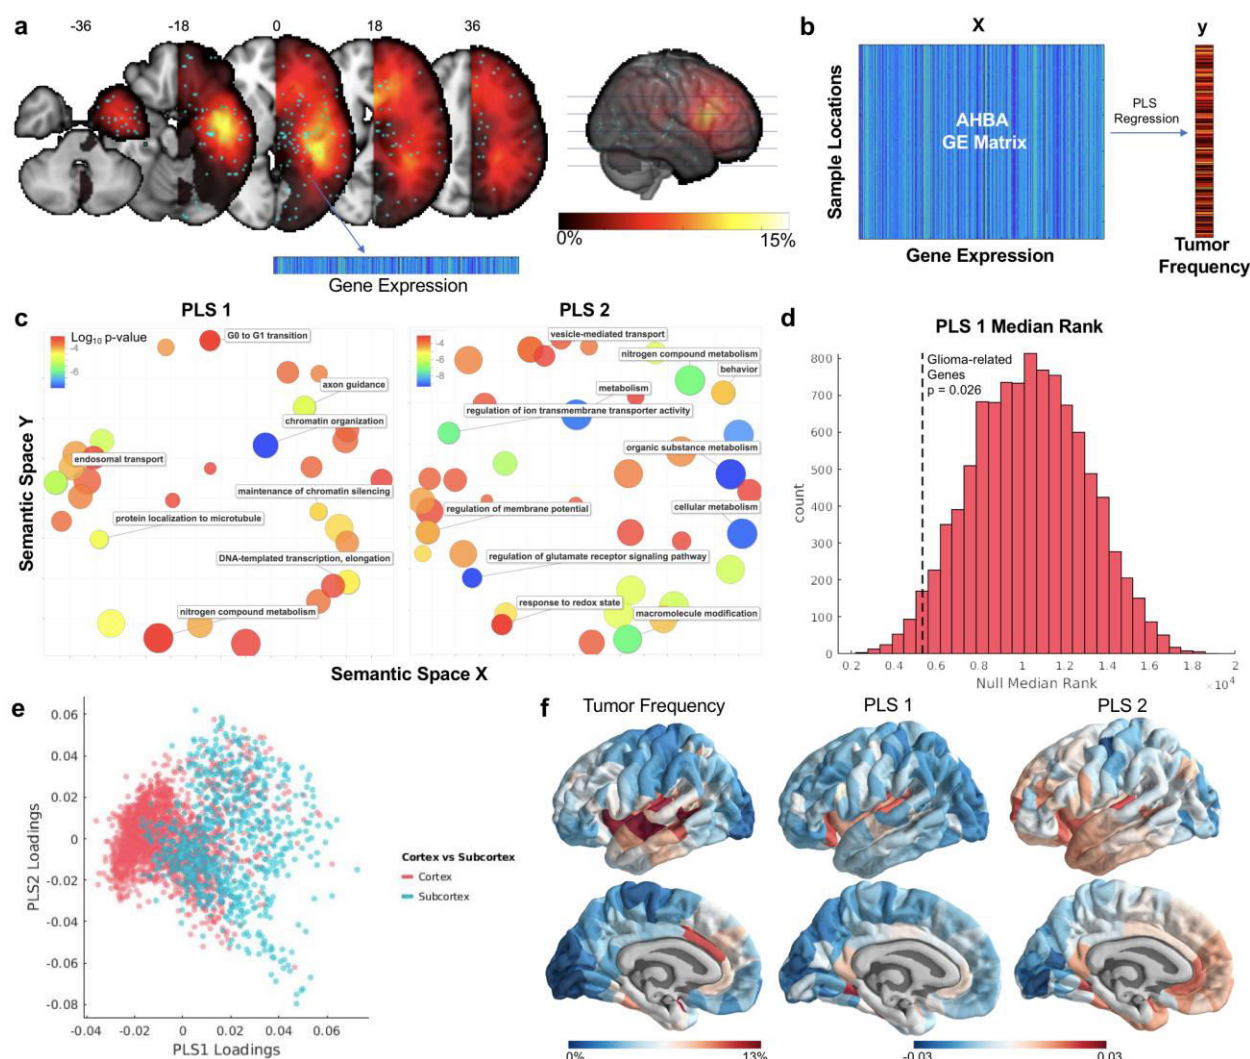 a
-36
-18
0
18
36
0%
15%
Gene Expression
b
X
y
Sample Locations
AHBA
GE Matrix
PLS
Regression
Gene Expression
Tumor
Frequency
c
PLS 1
PLS 2
Semantic Space Y
Log10 p-value
-4
-6
G0 to G1 transition
axon guidance
chromatin organization
endosomal transport
maintenance of chromatin silencing
protein localization to microtubule
DNA-templated transcription, elongation
nitrogen compound metabolism
-4
-6
-8
vesicle-mediated transport
nitrogen compound metabolism
behavior
metabolism
regulation of ion transmembrane transporter activity
organic substance metabolism
regulation of membrane potential
cellular metabolism
regulation of glutamate receptor signaling pathway
response to redox state
macromolecule modification
Semantic Space X
d
PLS 1 Median Rank
Glioma-related
Genes
p = 0.026
count
800
700
600
500
400
300
200
100
0
0.2
0.4
0.6
0.8
1
1.2
1.4
1.6
1.8
2
×10^4
Null Median Rank
e
PLS2 Loadings
0.06
0.04
0.02
0
-0.02
-0.04
-0.06
-0.08
-0.04
-0.02
0
0.02
0.04
0.06
PLS1 Loadings
Cortex vs Subcortex
Cortex
Subcortex
f
Tumor Frequency
PLS 1
PLS 2
0%
13%
-0.03
0.03